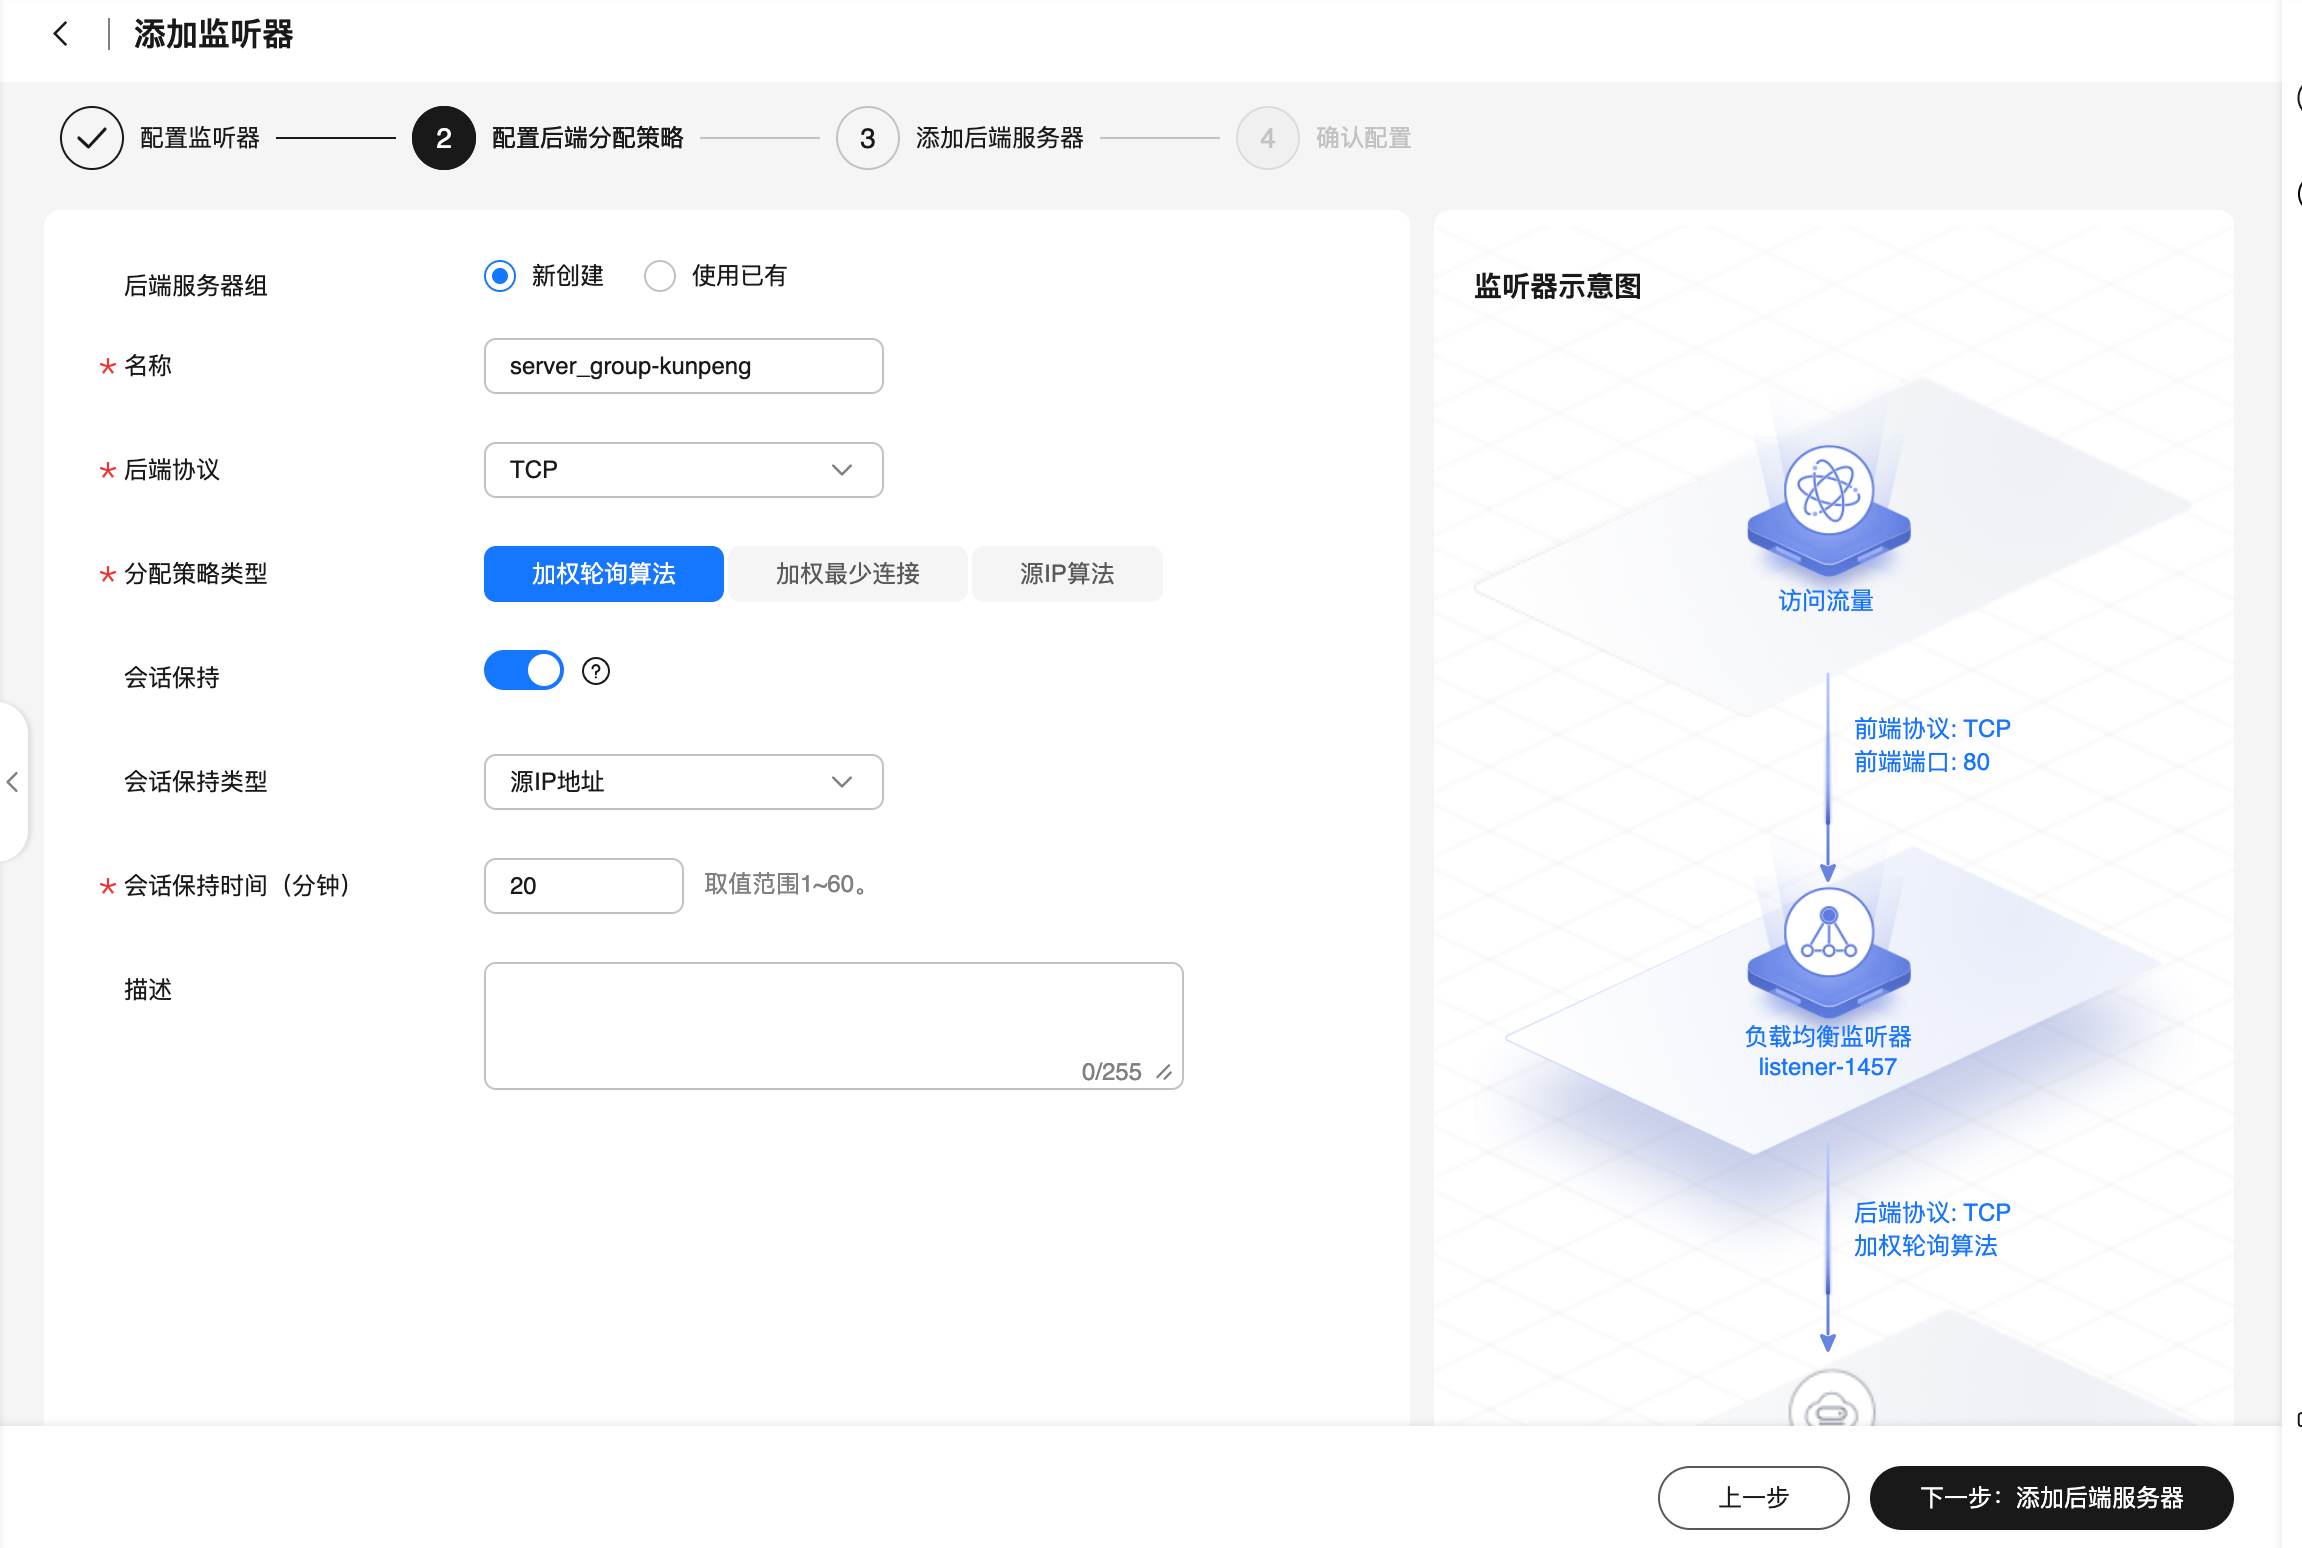 添加监听器
配置监听器
2 配置后端分配策略
3 添加后端服务器
4 确认配置
后端服务器组
新创建
使用已有
* 名称
server_group-kunpeng
* 后端协议
TCP
* 分配策略类型
加权轮询算法
加权最少连接
源IP算法
会话保持
?
会话保持类型
源IP地址
* 会话保持时间（分钟）
20
取值范围1~60。
描述
0/255
监听器示意图
访问流量
前端协议: TCP
前端端口: 80
负载均衡监听器
listener-1457
后端协议: TCP
加权轮询算法
上一步
下一步：添加后端服务器